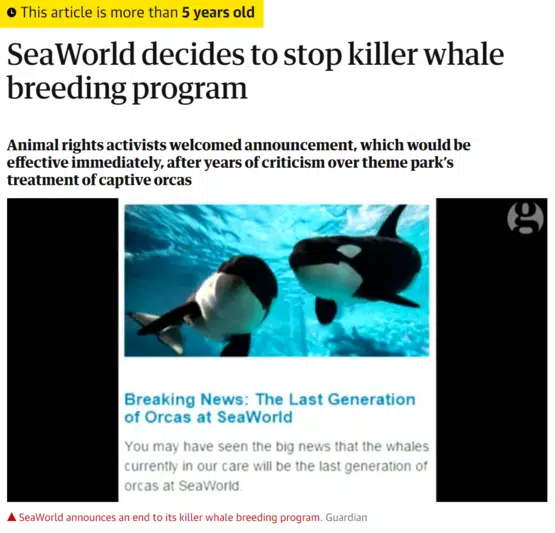 This article is more than 5 years old
SeaWorld decides to stop killer whale
breeding program
Animal rights activists welcomed announcement, which would be
effective immediately, after years of criticism over theme park's
treatment of captive orcas
g
Breaking News: The Last Generation
of Orcas at SeaWorld
You may have seen the big news that the whales
currently in our care will be the last generation of
orcas at SeaWorld.
SeaWorld announces an end to its killer whale breeding program. Guardian